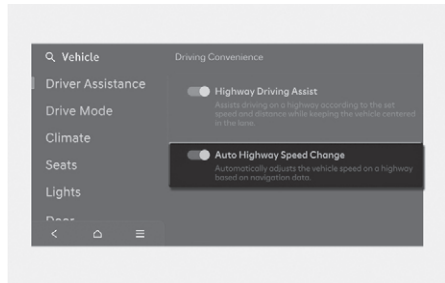 Vehicle
Driving Convenience
Driver Assistance
Drive Mode
Climate
Seats
Lights
Door
Highway Driving Assist
Assists driving on a highway according to the set
speed and distance while keeping the vehicle centered
in the lane.
Auto Highway Speed Change
Automatically adjusts the vehicle speed on a highway
based on navigation data.